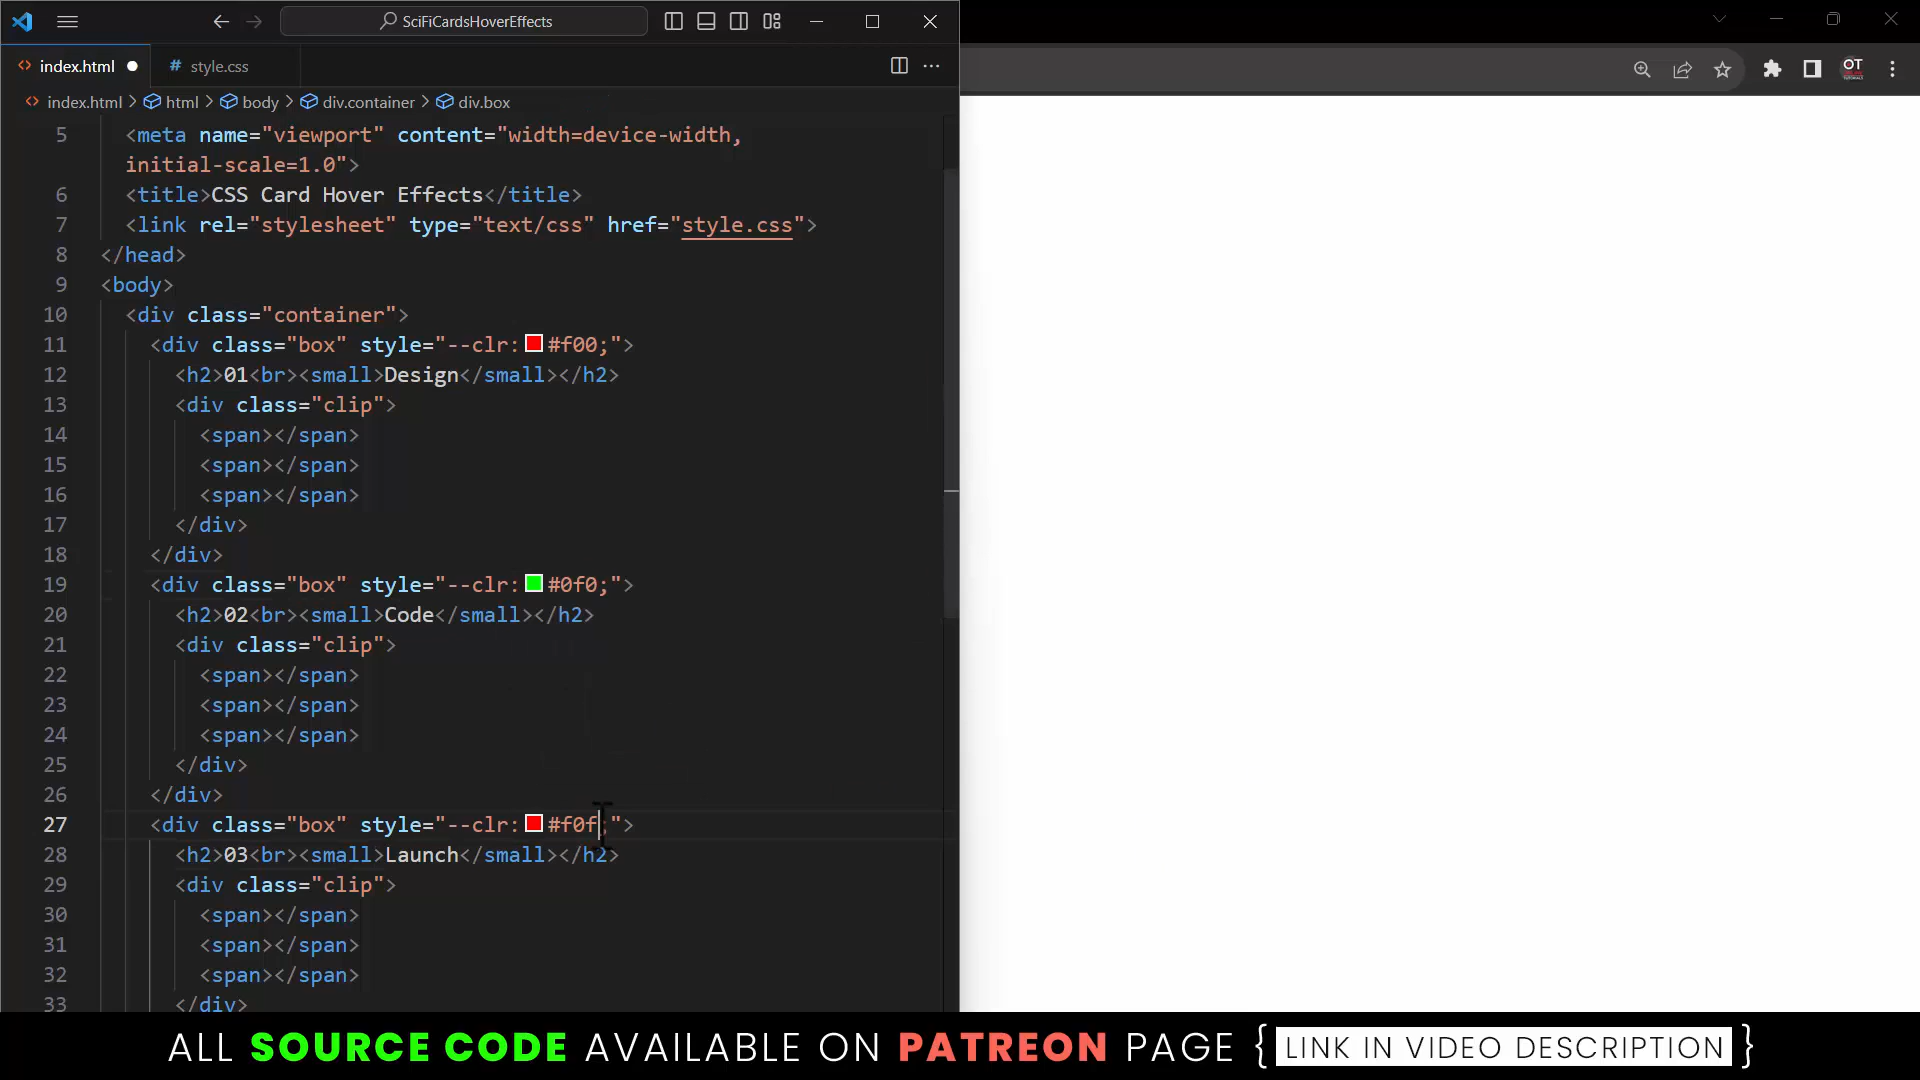 SciFiCardsHoverEffects
index.html
# style.css
index.html > html > body > div.container > div.box
5 <meta name="viewport" content="width=device-width,
initial-scale=1.0">
6 <title>CSS Card Hover Effects</title>
7 <link rel="stylesheet" type="text/css" href="style.css">
8 </head>
9 <body>
10 <div class="container">
11 <div class="box" style="--clr:#f00;">
12 <h2>01<br><small>Design</small></h2>
13 <div class="clip">
14 <span></span>
15 <span></span>
16 <span></span>
17 </div>
18 </div>
19 <div class="box" style="--clr:#0f0;">
20 <h2>02<br><small>Code</small></h2>
21 <div class="clip">
22 <span></span>
23 <span></span>
24 <span></span>
25 </div>
26 </div>
27 <div class="box" style="--clr:#f0f;">
28 <h2>03<br><small>Launch</small></h2>
29 <div class="clip">
30 <span></span>
31 <span></span>
32 <span></span>
33 </div>
OT
ALL SOURCE CODE AVAILABLE ON PATREON PAGE { LINK IN VIDEO DESCRIPTION }